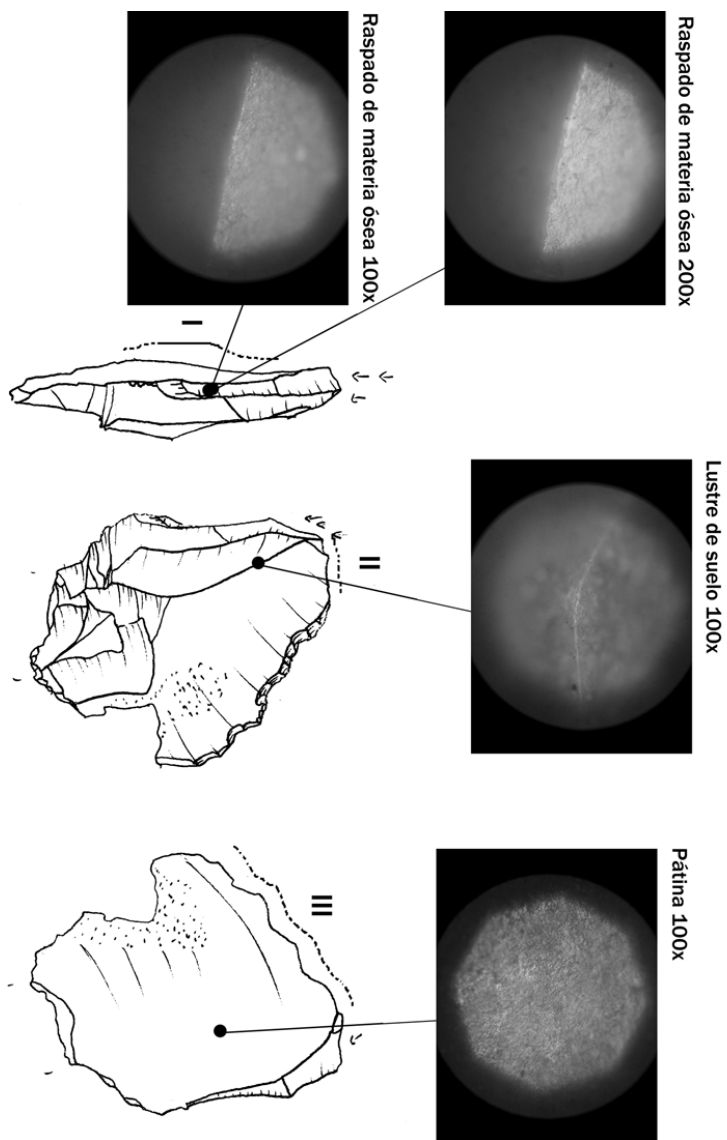 Raspado de materia ósea 100x
Raspado de materia ósea 200x
I
Lustre de suelo 100x
II
Pátina 100x
III